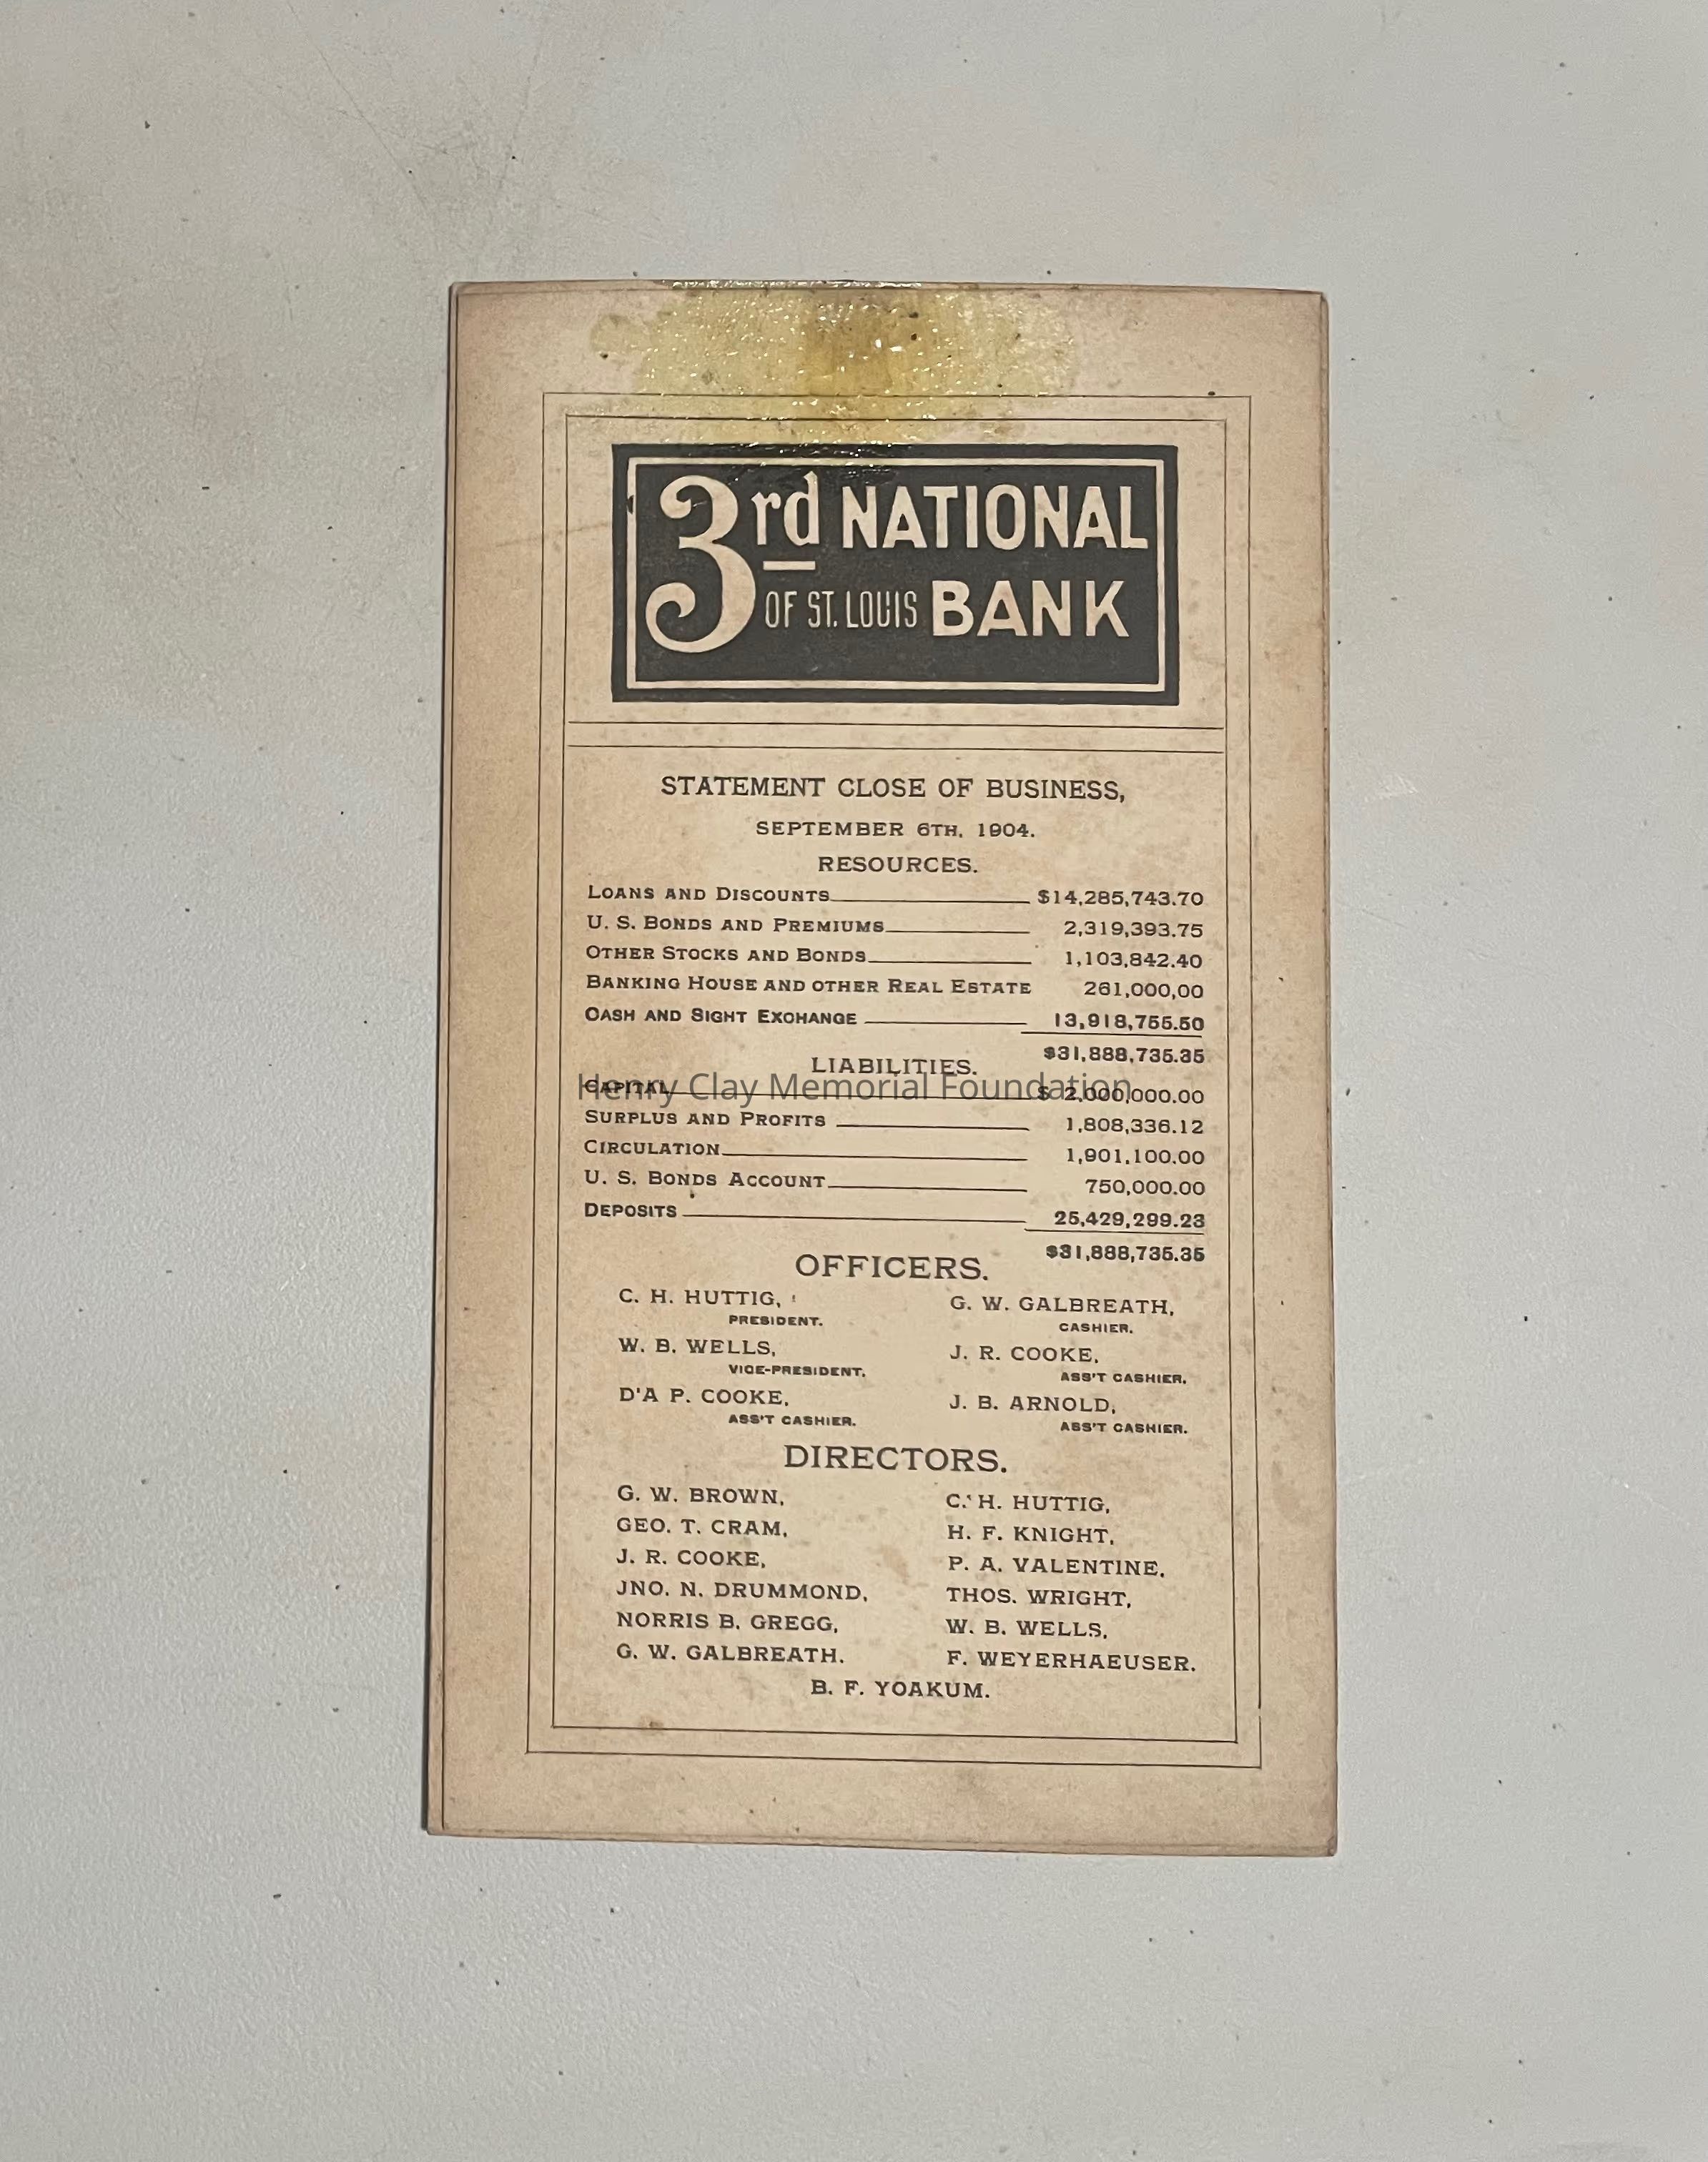 3rd NATIONAL
OF ST. LOUIS BANK
STATEMENT CLOSE OF BUSINESS,
SEPTEMBER 6TH, 1904.
RESOURCES.
LOANS AND DISCOUNTS $14,285,743.70
U. S. BONDS AND PREMIUMS 2,319,393.75
OTHER STOCKS AND BONDS 1,103,842.40
BANKING HOUSE AND OTHER REAL ESTATE 261,000,00
CASH AND SIGHT EXCHANGE 13,918,755.50
$31,888,735.35
LIABILITIES.
CAPITAL $ 2,000,000.00
Henry Clay Memorial Foundation
SURPLUS AND PROFITS 1,808,336.12
CIRCULATION 1,901,100.00
U. S. BONDS ACCOUNT 750,000.00
DEPOSITS 25,429,299.23
$31,888,735.35
OFFICERS.
C. H. HUTTIG, G. W. GALBREATH,
PRESIDENT. CASHIER.
W. B. WELLS, J. R. COOKE,
VICE-PRESIDENT. ASS'T CASHIER.
D'A P. COOKE, J. B. ARNOLD,
ASS'T CASHIER. ASS'T CASHIER.
DIRECTORS.
G. W. BROWN, C. H. HUTTIG,
GEO. T. CRAM, H. F. KNIGHT,
J. R. COOKE, P. A. VALENTINE,
JNO. N. DRUMMOND, THOS. WRIGHT,
NORRIS B. GREGG, W. B. WELLS,
G. W. GALBREATH. F. WEYERHAEUSER.
B. F. YOAKUM.